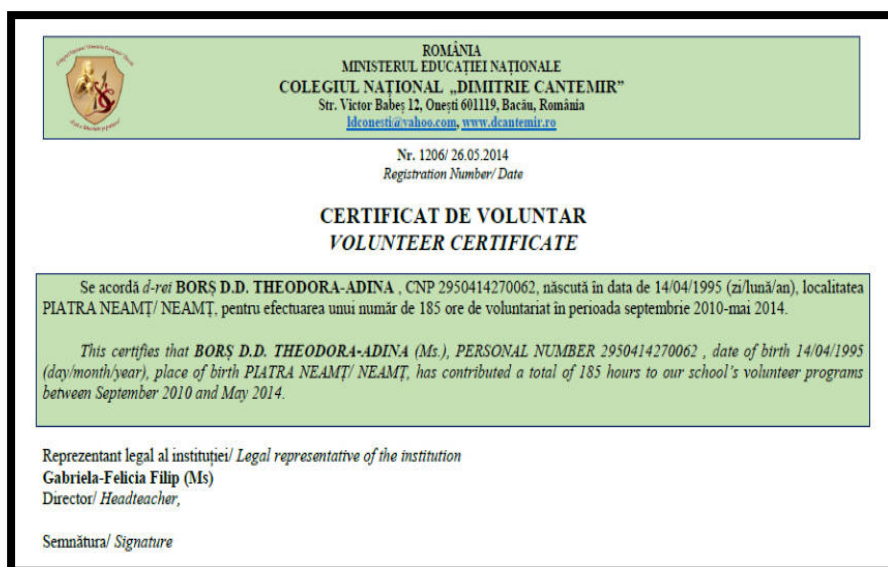 ROMÂNIA
MINISTERUL EDUCAȚIEI NAȚIONALE
COLEGIUL NAȚIONAL „DIMITRIE CANTEMIR”
Str. Victor Babeș 12, Onești 601119, Bacău, România
ldconesti@yahoo.com, www.dcantemir.ro
Nr. 1206/ 26.05.2014
Registration Number/ Date
CERTIFICAT DE VOLUNTAR
VOLUNTEER CERTIFICATE
Se acordă d-rei BORȘ D.D. THEODORA-ADINA , CNP 2950414270062, născută în data de 14/04/1995 (zi/lună/an), localitatea
PIATRA NEAMȚ/ NEAMȚ, pentru efectuarea unui număr de 185 ore de voluntariat în perioada septembrie 2010-mai 2014.
This certifies that BORȘ D.D. THEODORA-ADINA (Ms.), PERSONAL NUMBER 2950414270062 , date of birth 14/04/1995
(day/month/year), place of birth PIATRA NEAMȚ/ NEAMȚ, has contributed a total of 185 hours to our school’s volunteer programs
between September 2010 and May 2014.
Reprezentant legal al instituției/ Legal representative of the institution
Gabriela-Felicia Filip (Ms)
Director/ Headteacher,
Semnătura/ Signature